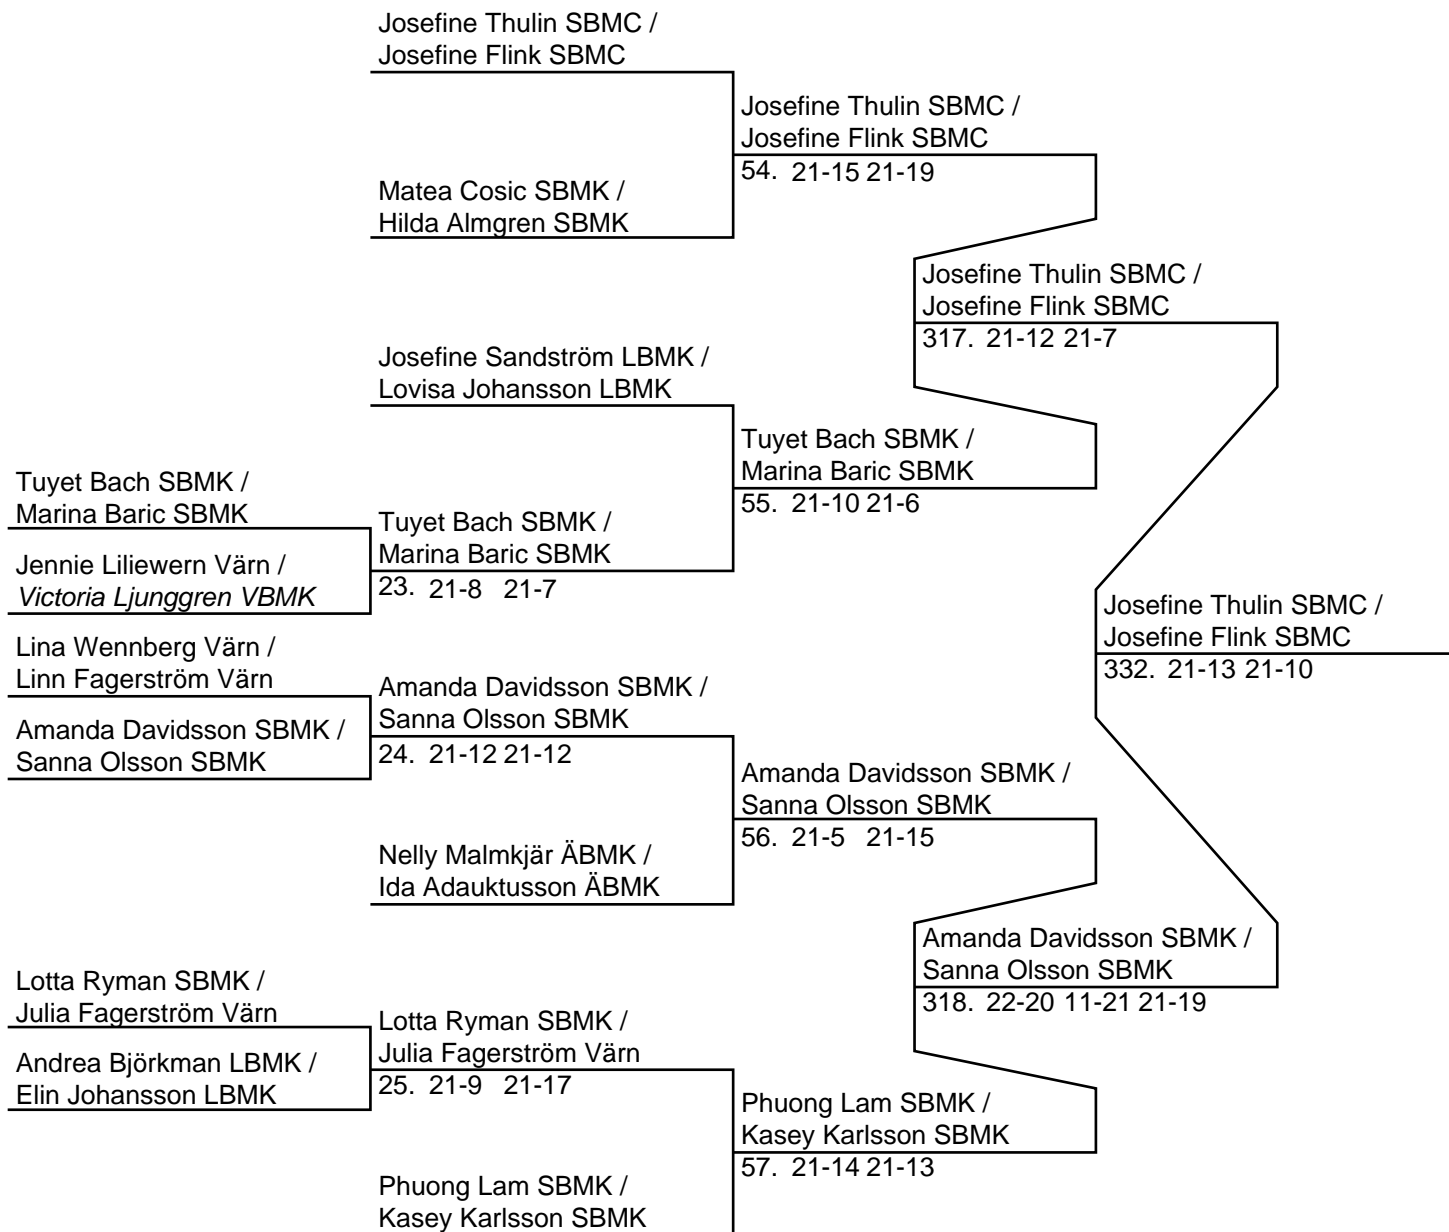 Josefine Thulin SBMC /
Josefine Flink SBMC
Josefine Thulin SBMC /
Josefine Flink SBMC
54. 21-15 21-19
Matea Cosic SBMK /
Hilda Almgren SBMK
Josefine Thulin SBMC /
Josefine Flink SBMC
317. 21-12 21-7
Josefine Sandström LBMK /
Lovisa Johansson LBMK
Tuyet Bach SBMK /
Marina Baric SBMK
55. 21-10 21-6
Tuyet Bach SBMK /
Marina Baric SBMK
Tuyet Bach SBMK /
Marina Baric SBMK
23. 21-8 21-7
Jennie Liliewern Värn /
Victoria Ljunggren VBMK
Josefine Thulin SBMC /
Josefine Flink SBMC
332. 21-13 21-10
Lina Wennberg Värn /
Linn Fagerström Värn
Amanda Davidsson SBMK /
Sanna Olsson SBMK
24. 21-12 21-12
Amanda Davidsson SBMK /
Sanna Olsson SBMK
Amanda Davidsson SBMK /
Sanna Olsson SBMK
56. 21-5 21-15
Nelly Malmkjär ÄBMK /
Ida Adauktusson ÄBMK
Amanda Davidsson SBMK /
Sanna Olsson SBMK
318. 22-20 11-21 21-19
Lotta Ryman SBMK /
Julia Fagerström Värn
Lotta Ryman SBMK /
Julia Fagerström Värn
25. 21-9 21-17
Andrea Björkman LBMK /
Elin Johansson LBMK
Phuong Lam SBMK /
Kasey Karlsson SBMK
57. 21-14 21-13
Phuong Lam SBMK /
Kasey Karlsson SBMK